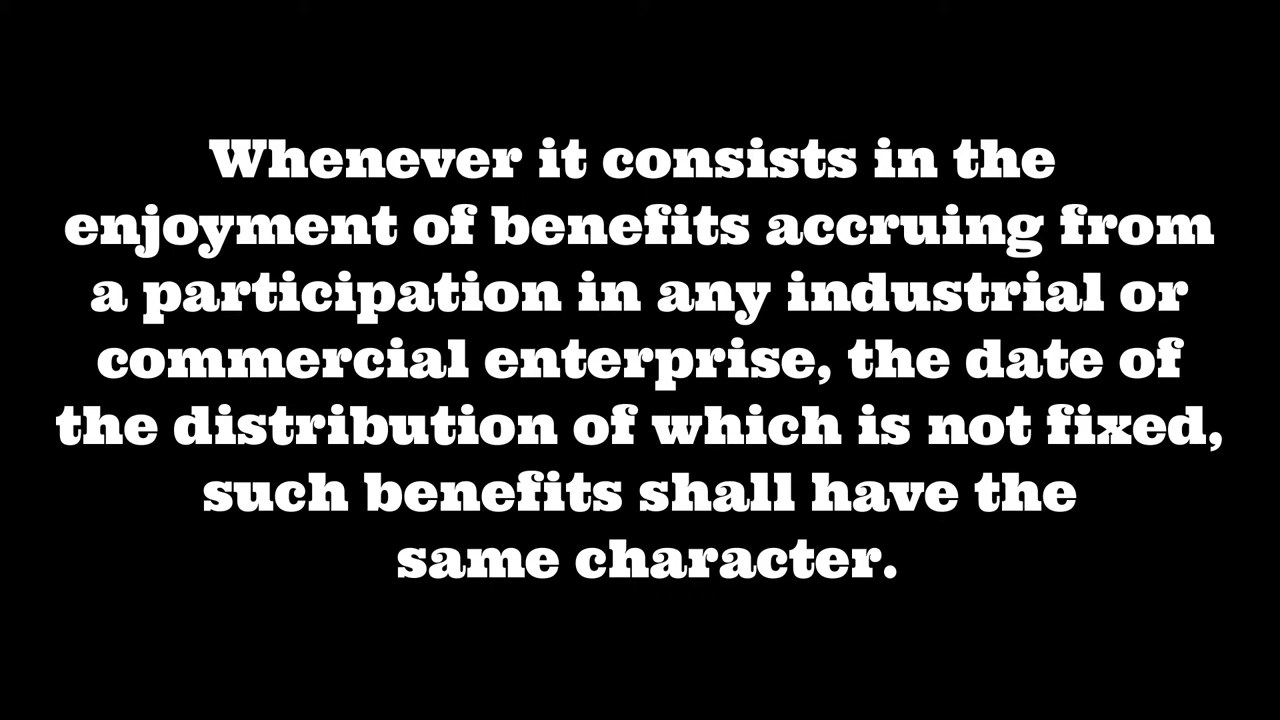 Whenever it consists in the
enjoyment of benefits accruing from
a participation in any industrial or
commercial enterprise, the date of
the distribution of which is not fixed,
such benefits shall have the
same character.